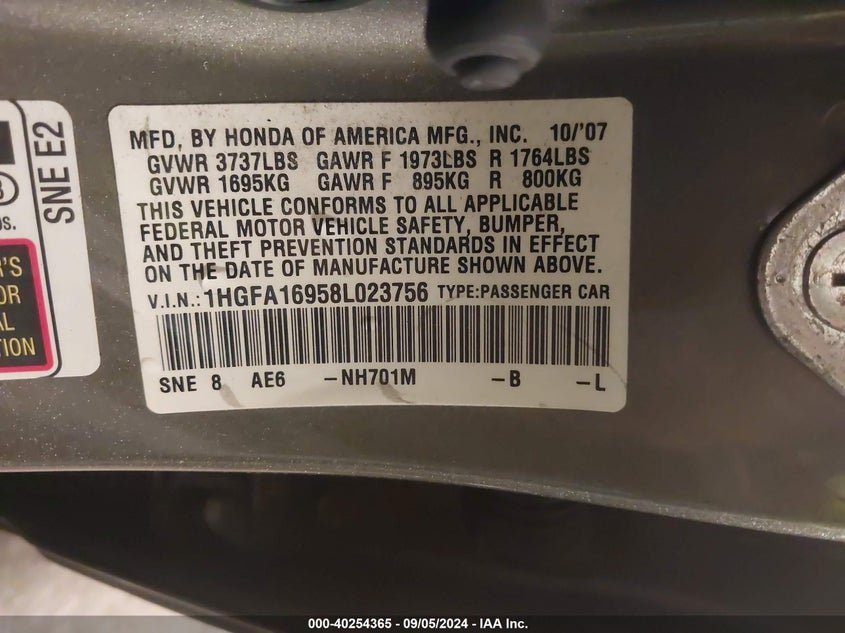 SNE E2
OS.
MFD, BY HONDA OF AMERICA MFG., INC. 10/'07
GVWR 3737LBS GAWR F 1973LBS R 1764LBS
GVWR 1695KG GAWR F 895KG R 800KG
THIS VEHICLE CONFORMS TO ALL APPLICABLE
FEDERAL MOTOR VEHICLE SAFETY, BUMPER,
AND THEFT PREVENTION STANDARDS IN EFFECT
ON THE DATE OF MANUFACTURE SHOWN ABOVE.
V.I.N.:1HGFA16958L023756 TYPE:PASSENGER CAR
SNE 8 AE6 -NH701M -B -L
000-40254365 - 09/05/2024 - IAA Inc.